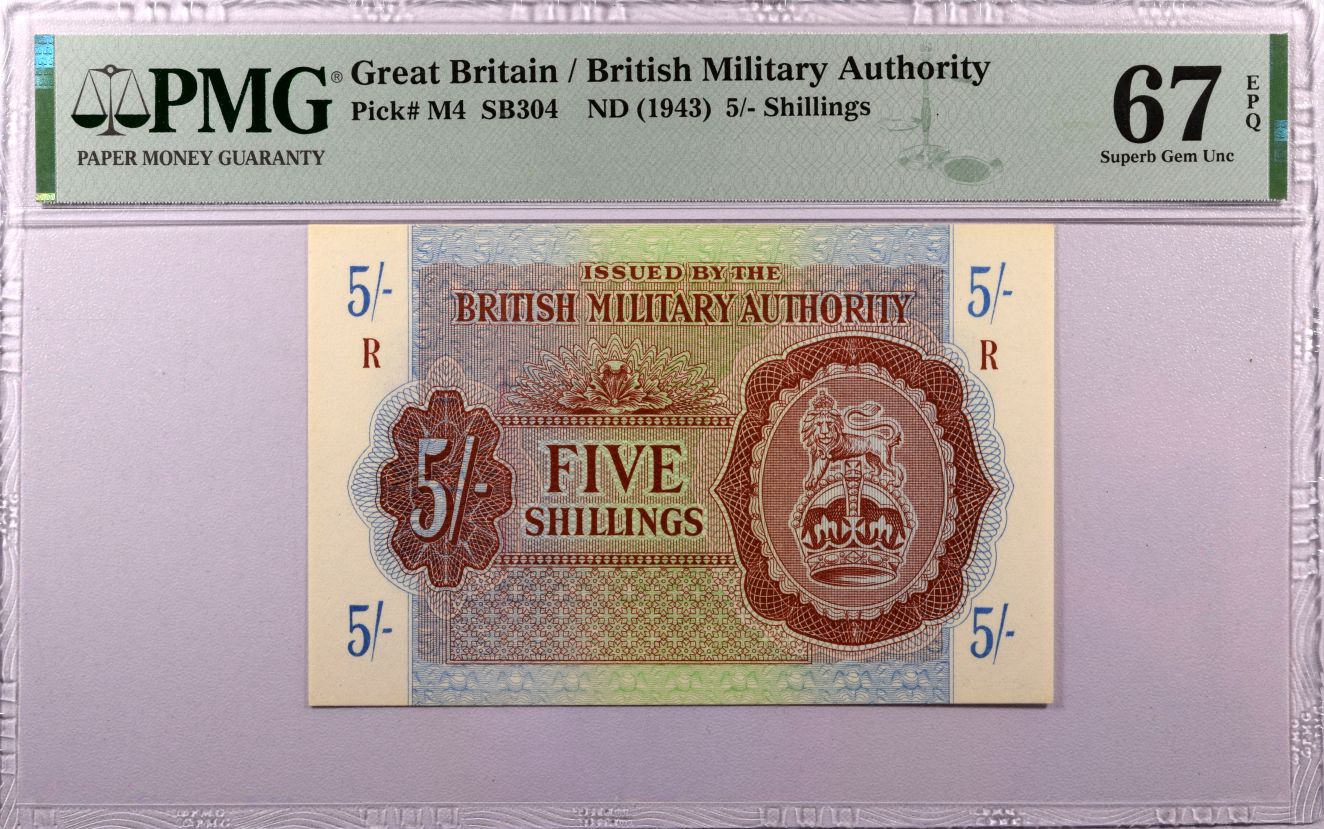 PMG® Great Britain / British Military Authority
Pick# M4 SB304 ND (1943) 5/- Shillings
PAPER MONEY GUARANTY
67 EPQ
Superb Gem Unc
ISSUED BY THE
BRITISH MILITARY AUTHORITY
5/- 5/-
R R
5/-
FIVE
SHILLINGS
5/- 5/-